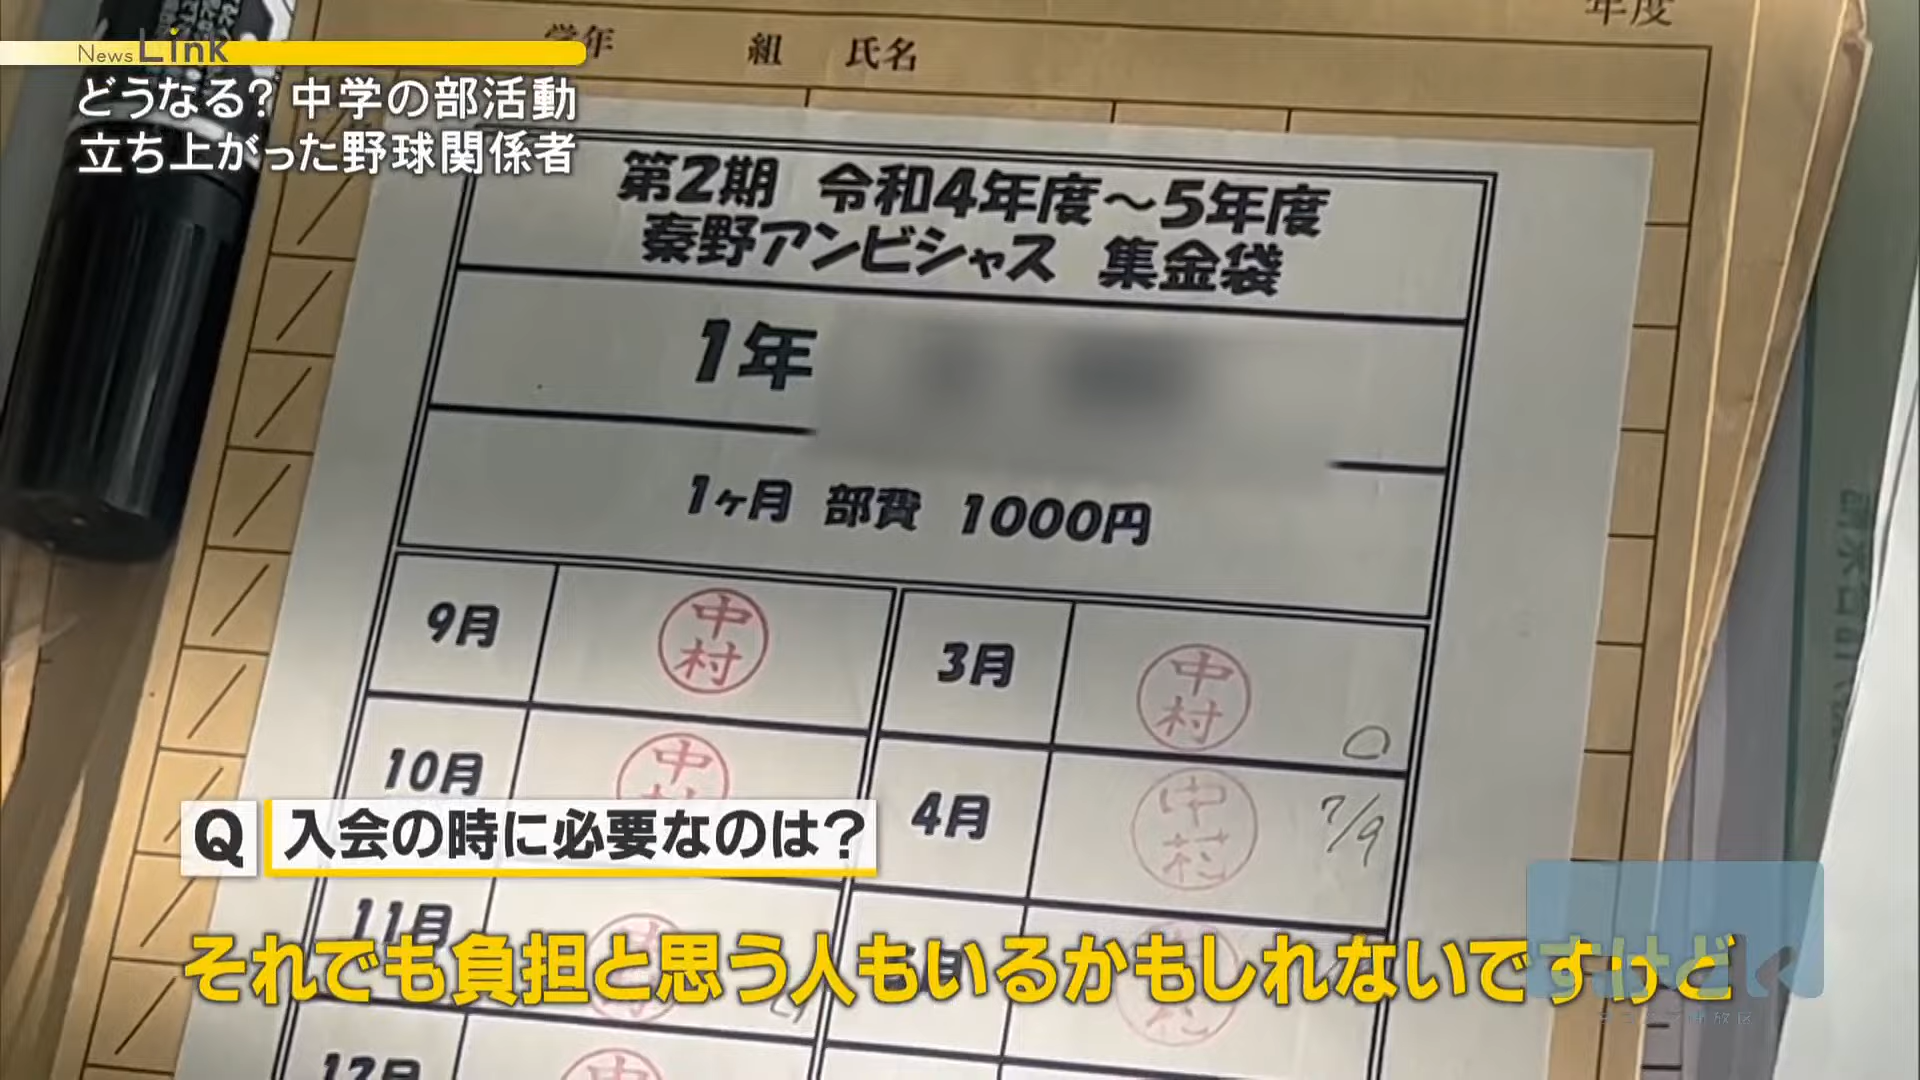 年度
学年 組 氏名
News Link
どうなる？ 中学の部活動
立ち上がった野球関係者
第2期 令和4年度～5年度
秦野アンビシャス 集金袋
1年
1ヶ月 部費 1000円
9月 中村 3月 中村
10月 中村 4月 中村 7/9
Q 入会の時に必要なのは？
11月
それでも負担と思う人もいるかもしれないですけど
12月 中